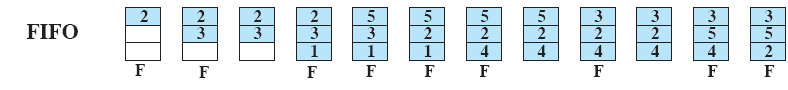 2 2 2 2 5 5 5 5 3 3 3 3
FIFO 3 3 3 3 2 2 2 2 2 5 5
1 1 1 4 4 4 4 4 2
F F F F F F F F F